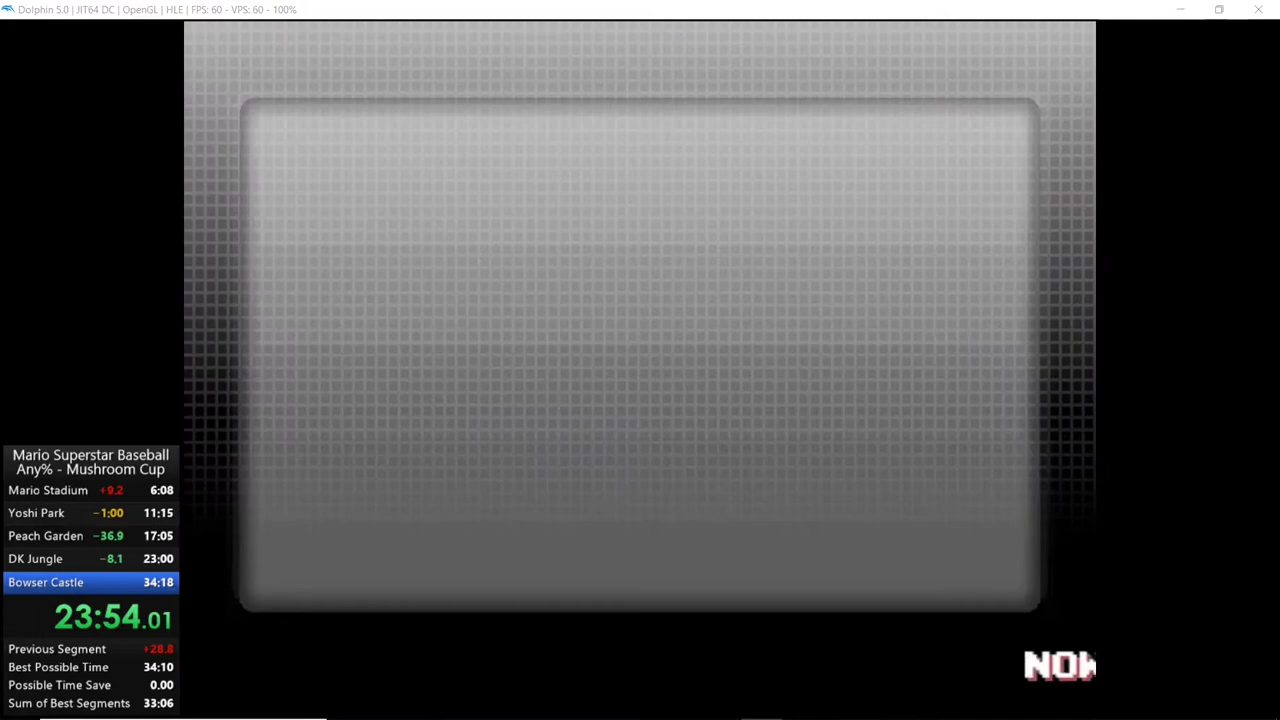 Dolphin 5.0 | JIT64 DC | OpenGL | HLE | FPS: 60 - VPS: 60 - 100%
Mario Superstar Baseball
Any% - Mushroom Cup
Mario Stadium +9.2 6:08
Yoshi Park −1:00 11:15
Peach Garden −36.9 17:05
DK Jungle −8.1 23:00
Bowser Castle 34:18
23:54.01
Previous Segment +28.8
Best Possible Time 34:10
Possible Time Save 0.00
Sum of Best Segments 33:06
NOW